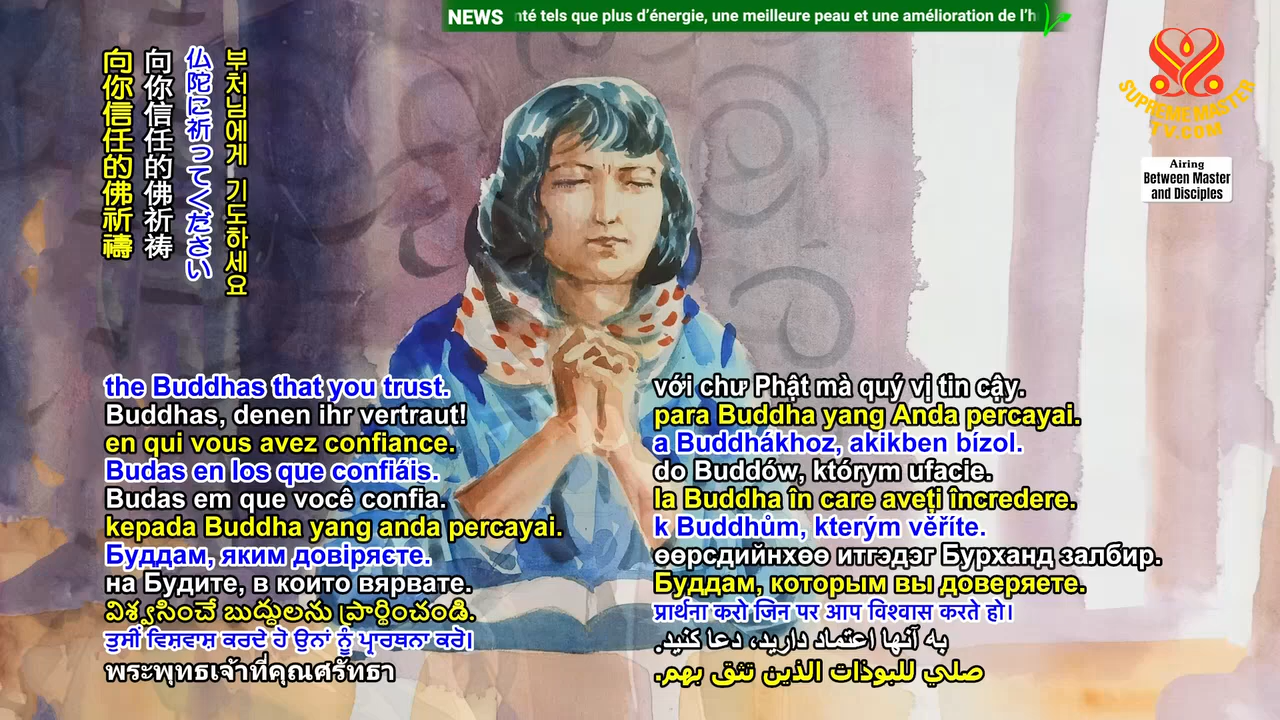 NEWS nté tels que plus d’énergie, une meilleure peau et une amélioration de l’h
SUPREME MASTER
TV.COM
Airing
Between Master
and Disciples
向你信任的佛祈禱
向你信任的佛祈祷
仏陀に祈ってください
부처님에게 기도하세요
the Buddhas that you trust.
Buddhas, denen ihr vertraut!
en qui vous avez confiance.
Budas en los que confiáis.
Budas em que você confia.
kepada Buddha yang anda percayai.
Буддам, яким довіряєте.
на Будите, в които вярвате.
విశ్వసించే బుద్ధులను ప్రార్థించండి.
ਤੁਸੀਂ ਵਿਸ਼ਵਾਸ਼ ਕਰਦੇ ਹੋ ਉਨਾਂ ਨੂੰ ਪ੍ਰਾਰਥਨਾ ਕਰੋ।
พระพุทธเจ้าที่คุณศรัทธา
với chư Phật mà quý vị tin cậy.
para Buddha yang Anda percayai.
a Buddhákhoz, akikben bízol.
do Buddów, którym ufacie.
la Buddha în care aveți încredere.
k Buddhům, kterým věříte.
өөрсдийнхөө итгэдэг Бурханд залбир.
Буддам, которым вы доверяете.
प्रार्थना करो जिन पर आप विश्वास करते हो।
به آنها اعتماد دارید، دعا کنید.
صلي للبوذات الذين تثق بهم.